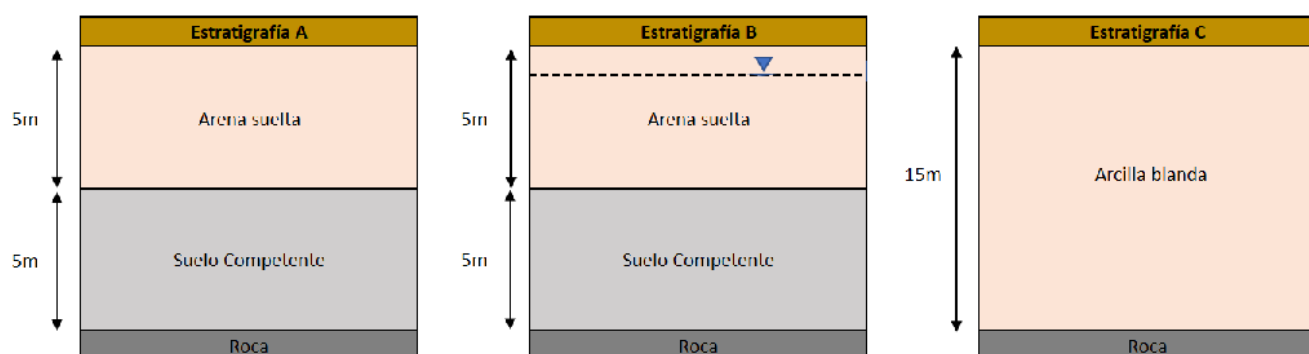 Estratigrafía A
5m
Arena suelta
5m
Suelo Competente
Roca
Estratigrafía B
5m
Arena suelta
5m
Suelo Competente
Roca
Estratigrafía C
15m
Arcilla blanda
Roca